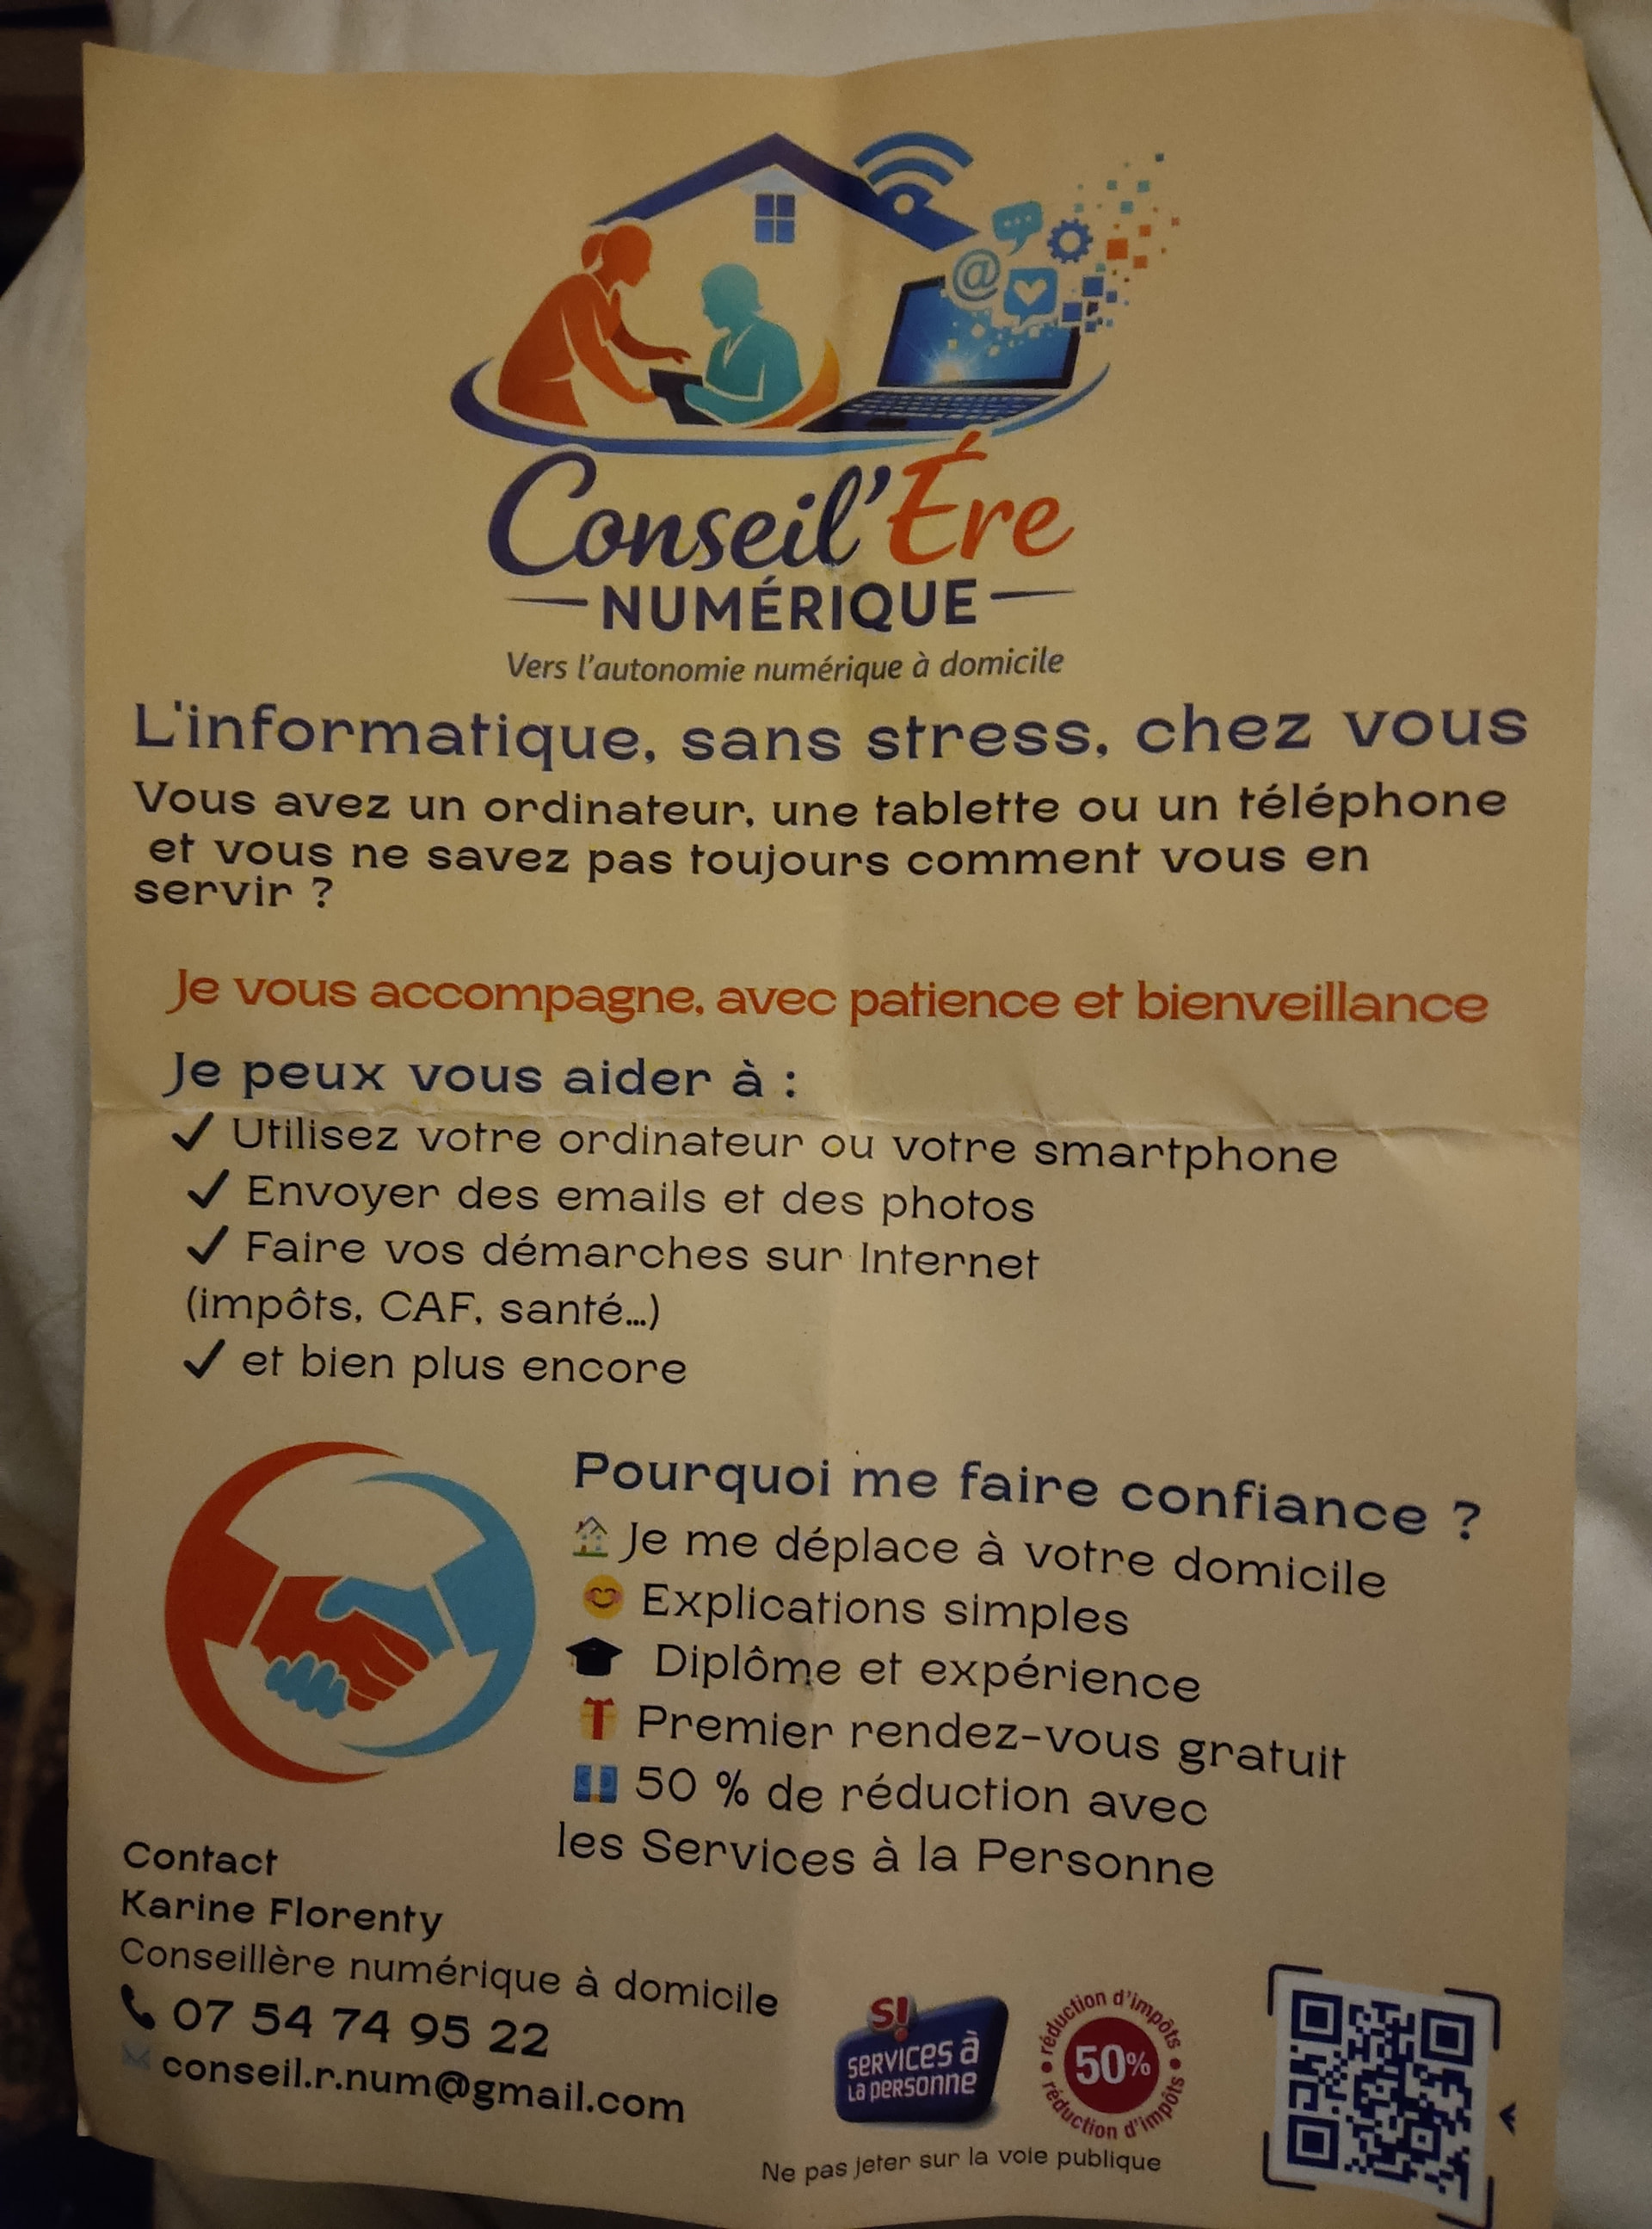 Conseil'Ére
NUMÉRIQUE
Vers l'autonomie numérique à domicile
L'informatique, sans stress, chez vous
Vous avez un ordinateur, une tablette ou un téléphone
et vous ne savez pas toujours comment vous en
servir ?
Je vous accompagne, avec patience et bienveillance
Je peux vous aider à :
✓ Utilisez votre ordinateur ou votre smartphone
✓ Envoyer des emails et des photos
✓ Faire vos démarches sur Internet
(impôts, CAF, santé...)
✓ et bien plus encore
Pourquoi me faire confiance ?
Je me déplace à votre domicile
Explications simples
Diplôme et expérience
Premier rendez-vous gratuit
50 % de réduction avec
les Services à la Personne
Contact
Karine Florenty
Conseillère numérique à domicile
07 54 74 95 22
conseil.r.num@gmail.com
S!
services à
la personne
réduction d'impôts
50%
réduction d'impôts
Ne pas jeter sur la voie publique